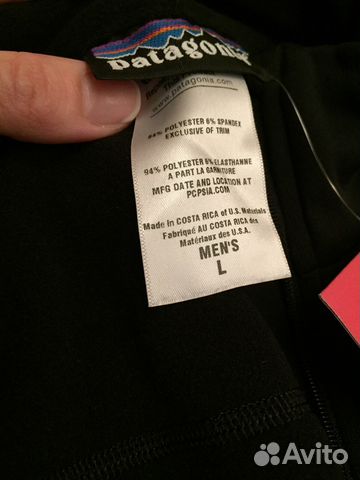 patagonia
www.patagonia.com
94% POLYESTER 6% SPANDEX
EXCLUSIVE OF TRIM
94% POLYESTER 6% ELASTHANNE
A PART LA GARNITURE
MFG DATE AND LOCATION AT
PCPSIA.COM
Made in COSTA RICA of U.S. Materials
Fabriqué AU COSTA RICA des
Matériaux des U.S.A.
MEN'S
L
Avito